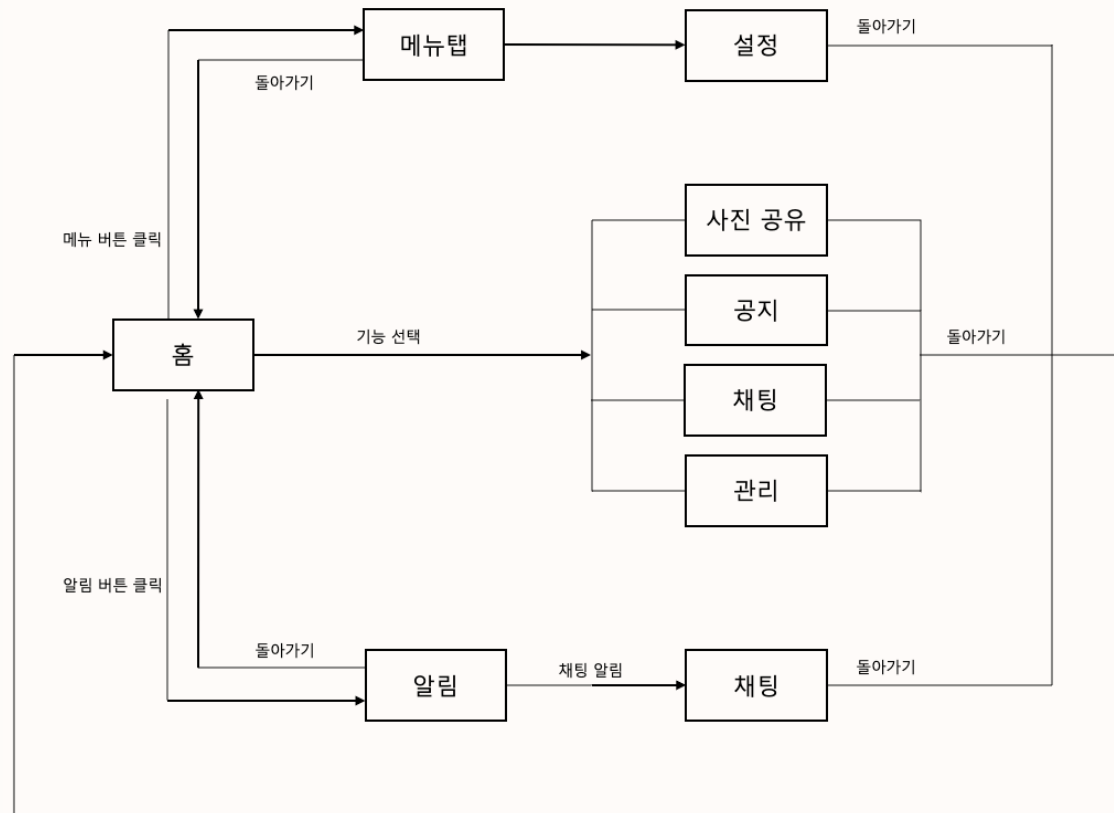 메뉴탭
설정
돌아가기
돌아가기
메뉴 버튼 클릭
사진 공유
공지
홈
기능 선택
돌아가기
채팅
관리
알림 버튼 클릭
돌아가기
알림
채팅 알림
채팅
돌아가기